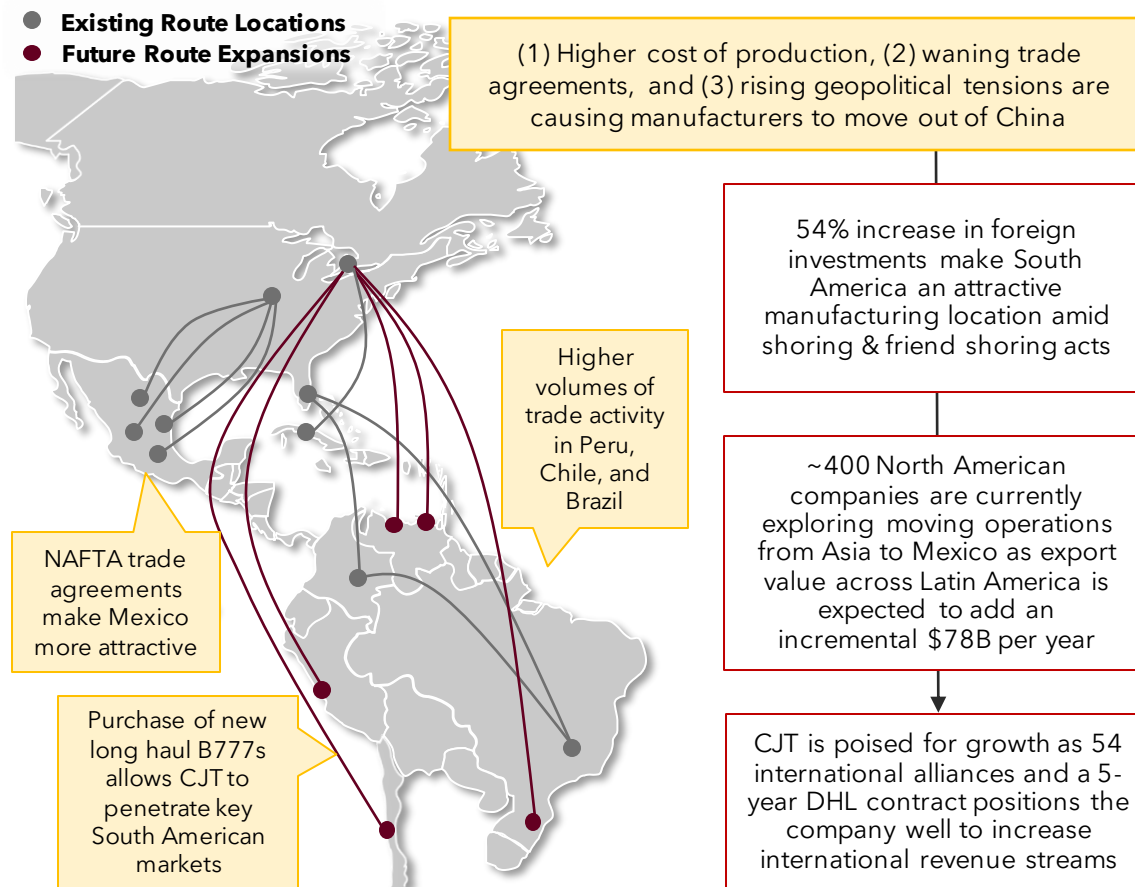 Existing Route Locations
Future Route Expansions
(1) Higher cost of production, (2) waning trade
agreements, and (3) rising geopolitical tensions are
causing manufacturers to move out of China
54% increase in foreign
investments make South
America an attractive
manufacturing location amid
shoring & friend shoring acts
Higher
volumes of
trade activity
in Peru,
Chile, and
Brazil
~400 North American
companies are currently
exploring moving operations
from Asia to Mexico as export
value across Latin America is
expected to add an
incremental $78B per year
NAFTA trade
agreements
make Mexico
more attractive
Purchase of new
long haul B777s
allows CJT to
penetrate key
South American
markets
CJT is poised for growth as 54
international alliances and a 5-
year DHL contract positions the
company well to increase
international revenue streams